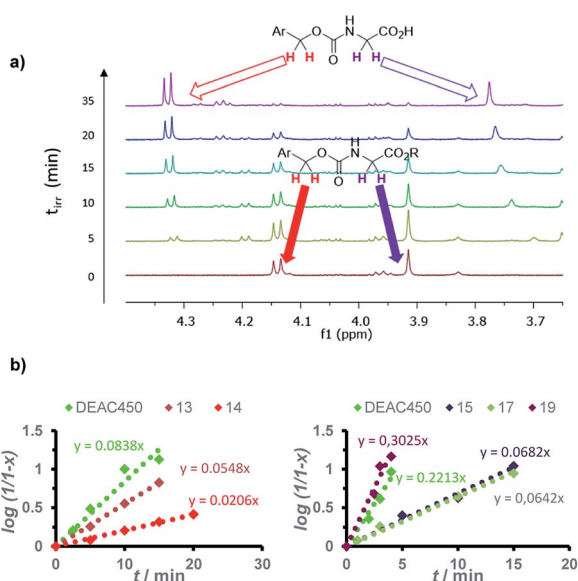 a)
Ar O H N CO₂H
H H O H H
35
20
15
10
5
0
t_irr (min)
Ar O H N CO₂R
H H O H H
4.3 4.2 4.1 4.0 3.9 3.8 3.7
f1 (ppm)
b)
DEAC450 13 14
1.5
1
0.5
0
log (1/1-x)
y = 0.0838x
y = 0.0548x
y = 0.0206x
0 10 20 30
t / min
DEAC450 15 17 19
1.5
1
0.5
0
log (1/1-x)
y = 0,3025x
y = 0.2213x
y = 0.0682x
y = 0,0642x
0 5 10 15 20
t / min